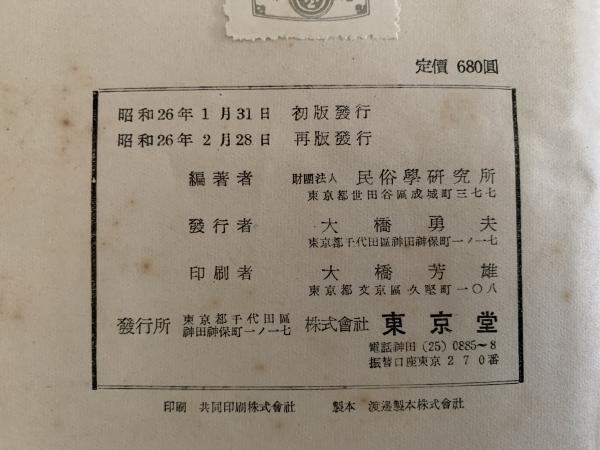 定價 680圓
昭和26年 1月31日 初版發行
昭和26年 2月28日 再版發行
編著者 財團法人 民俗學硏究所
東京都世田谷區成城町三七七
發行者 大橋勇夫
東京都千代田區神田神保町一ノ一七
印刷者 大橋芳雄
東京都文京區久堅町一〇八
發行所 東京都千代田區神田神保町一ノ一七 株式會社 東京堂
電話神田 (25) 0885~8
振替口座東京 270番
印刷 共同印刷株式會社 製本 渡邊製本株式會社